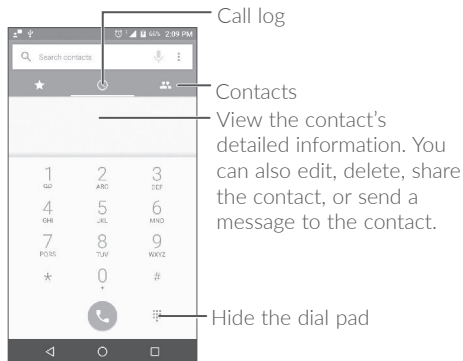 Call log
66% 2:09 PM
Search contacts
Contacts
View the contact's
detailed information. You
can also edit, delete, share
the contact, or send a
message to the contact.
1 2 3
ABC DEF
4 5 6
GHI JKL MNO
7 8 9
PQRS TUV WXYZ
* 0 #
+
Hide the dial pad